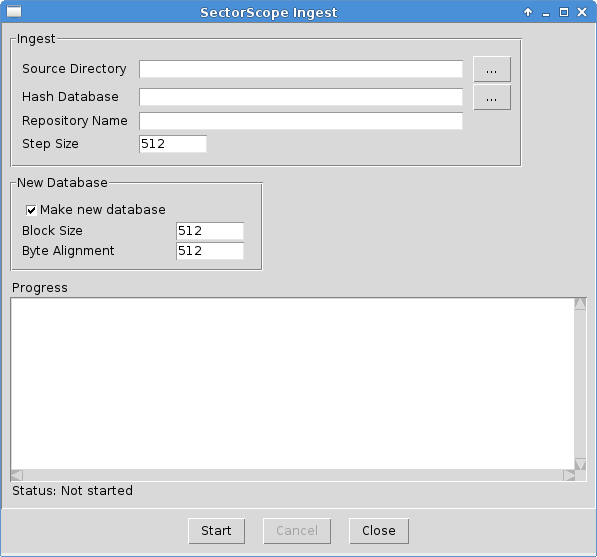 SectorScope Ingest
Ingest
Source Directory ...
Hash Database ...
Repository Name
Step Size 512
New Database
Make new database
Block Size 512
Byte Alignment 512
Progress
Status: Not started
Start Cancel Close